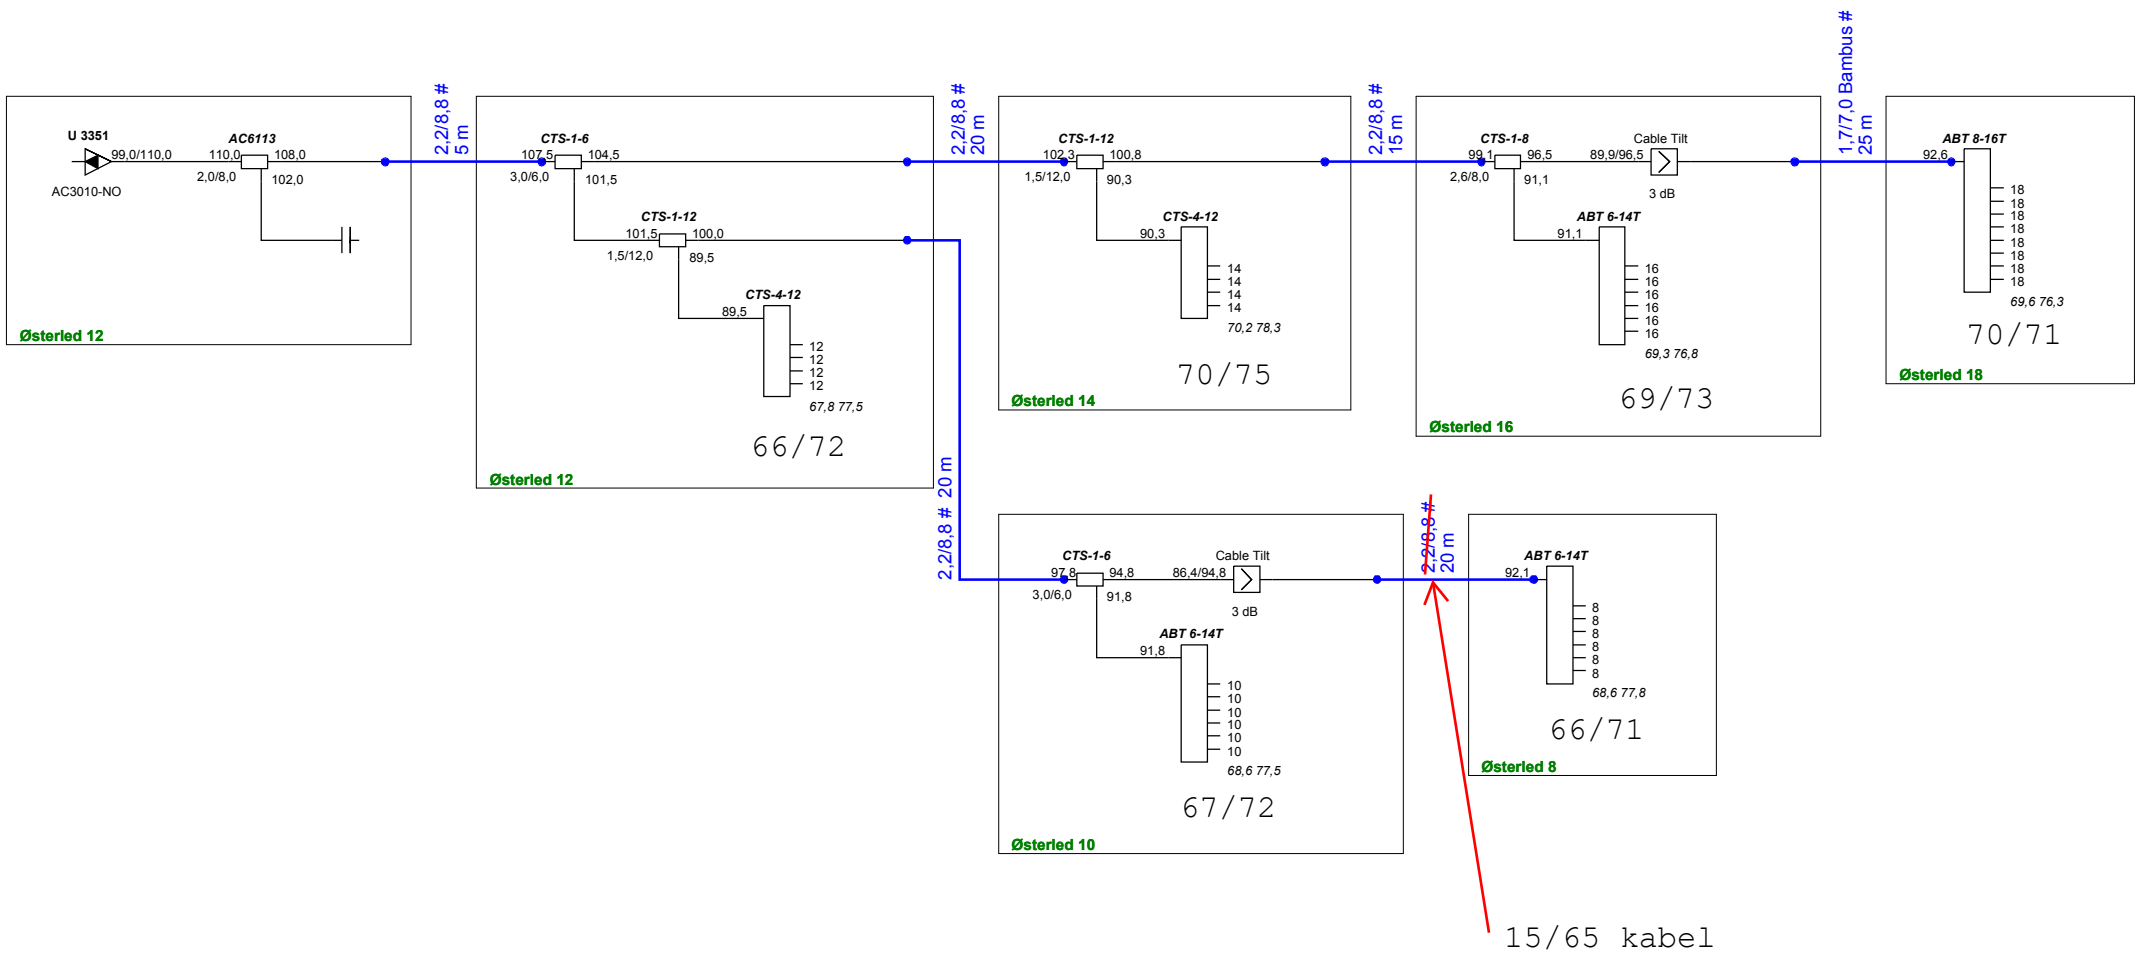 U 3351
99,0/110,0
AC3010-NO
AC6113
110,0
108,0
2,0/8,0
102,0
Østerled 12
2,2/8,8 #
5 m
CTS-1-6
107,5
104,5
3,0/6,0
101,5
CTS-1-12
101,5
100,0
1,5/12,0
89,5
CTS-4-12
89,5
12
12
12
12
67,8 77,5
66/72
Østerled 12
2,2/8,8 #
20 m
CTS-1-12
102,3
100,8
1,5/12,0
90,3
CTS-4-12
90,3
14
14
14
14
70,2 78,3
70/75
Østerled 14
2,2/8,8 #
15 m
CTS-1-8
99,1
96,5
2,6/8,0
91,1
Cable Tilt
89,9/96,5
3 dB
ABT 6-14T
91,1
16
16
16
16
16
16
69,3 76,8
69/73
Østerled 16
1,7/7,0 Bambus #
25 m
ABT 8-16T
92,6
18
18
18
18
18
18
18
18
69,6 76,3
70/71
Østerled 18
2,2/8,8 # 20 m
CTS-1-6
97,8
94,8
3,0/6,0
91,8
Cable Tilt
86,4/94,8
3 dB
ABT 6-14T
91,8
10
10
10
10
10
10
68,6 77,5
67/72
Østerled 10
2,2/8,8 #
20 m
ABT 6-14T
92,1
8
8
8
8
8
8
68,6 77,8
66/71
Østerled 8
15/65 kabel